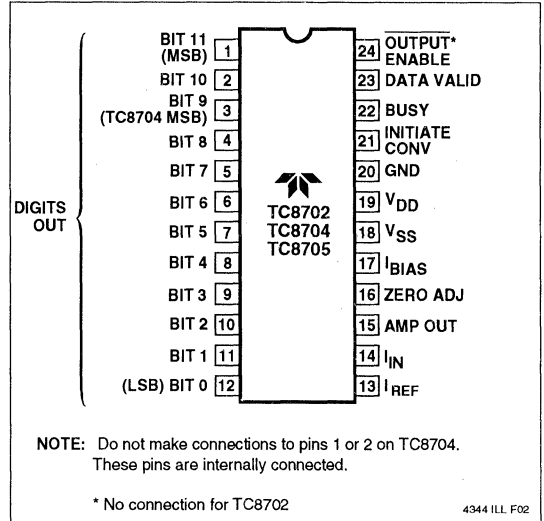 BIT 11
(MSB) 1
BIT 10 2
BIT 9
(TC8704 MSB) 3
BIT 8 4
BIT 7 5
BIT 6 6
BIT 5 7
BIT 4 8
BIT 3 9
BIT 2 10
BIT 1 11
(LSB) BIT 0 12
DIGITS
OUT
TC8702
TC8704
TC8705
24 OUTPUT*
ENABLE
23 DATA VALID
22 BUSY
21 INITIATE
CONV
20 GND
19 VDD
18 VSS
17 IBIAS
16 ZERO ADJ
15 AMP OUT
14 IIN
13 IREF
NOTE: Do not make connections to pins 1 or 2 on TC8704.
These pins are internally connected.
* No connection for TC8702
4344 ILL F02